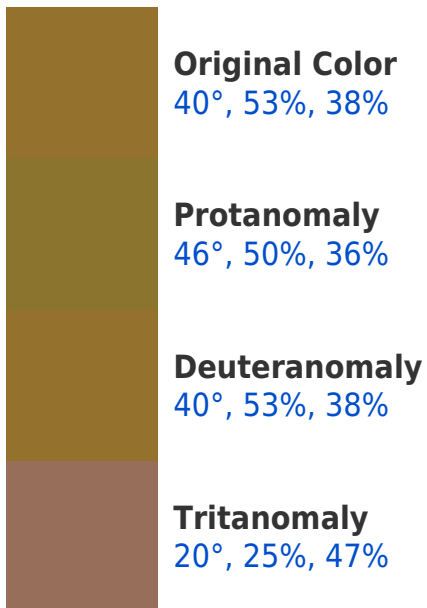 Original Color
40°, 53%, 38%
Protanomaly
46°, 50%, 36%
Deuteranomaly
40°, 53%, 38%
Tritanomaly
20°, 25%, 47%